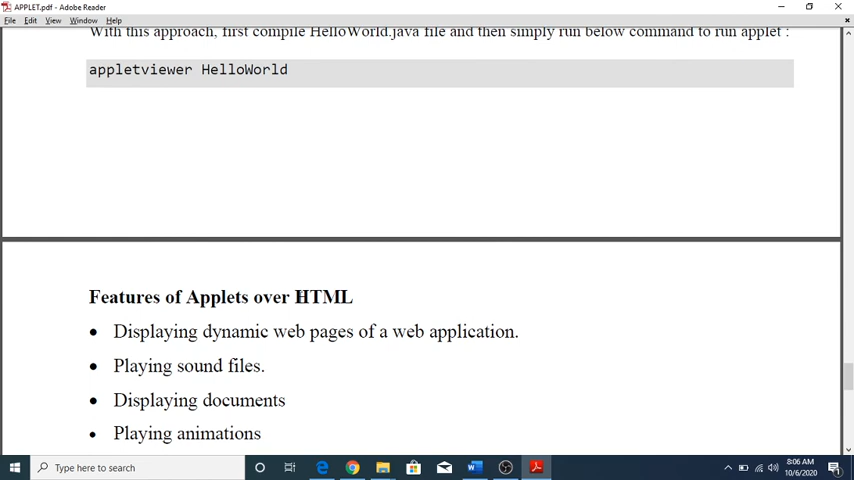 APPLET.pdf - Adobe Reader
File Edit View Window Help
With this approach, first compile HelloWorld.java file and then simply run below command to run applet :
appletviewer HelloWorld
Features of Applets over HTML
• Displaying dynamic web pages of a web application.
• Playing sound files.
• Displaying documents
• Playing animations
Type here to search
8:06 AM
10/6/2020